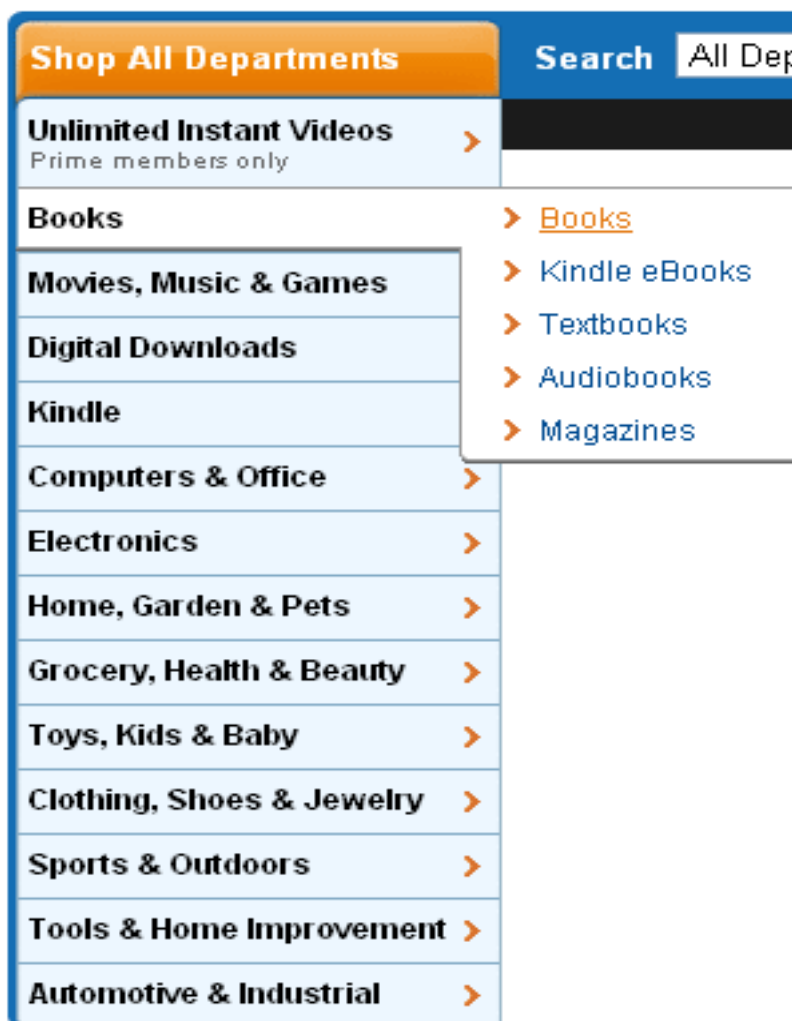 Shop All Departments
Search
All Dep
Unlimited Instant Videos
Prime members only
Books
Movies, Music & Games
Digital Downloads
Kindle
Computers & Office
Electronics
Home, Garden & Pets
Grocery, Health & Beauty
Toys, Kids & Baby
Clothing, Shoes & Jewelry
Sports & Outdoors
Tools & Home Improvement
Automotive & Industrial
Books
Kindle eBooks
Textbooks
Audiobooks
Magazines